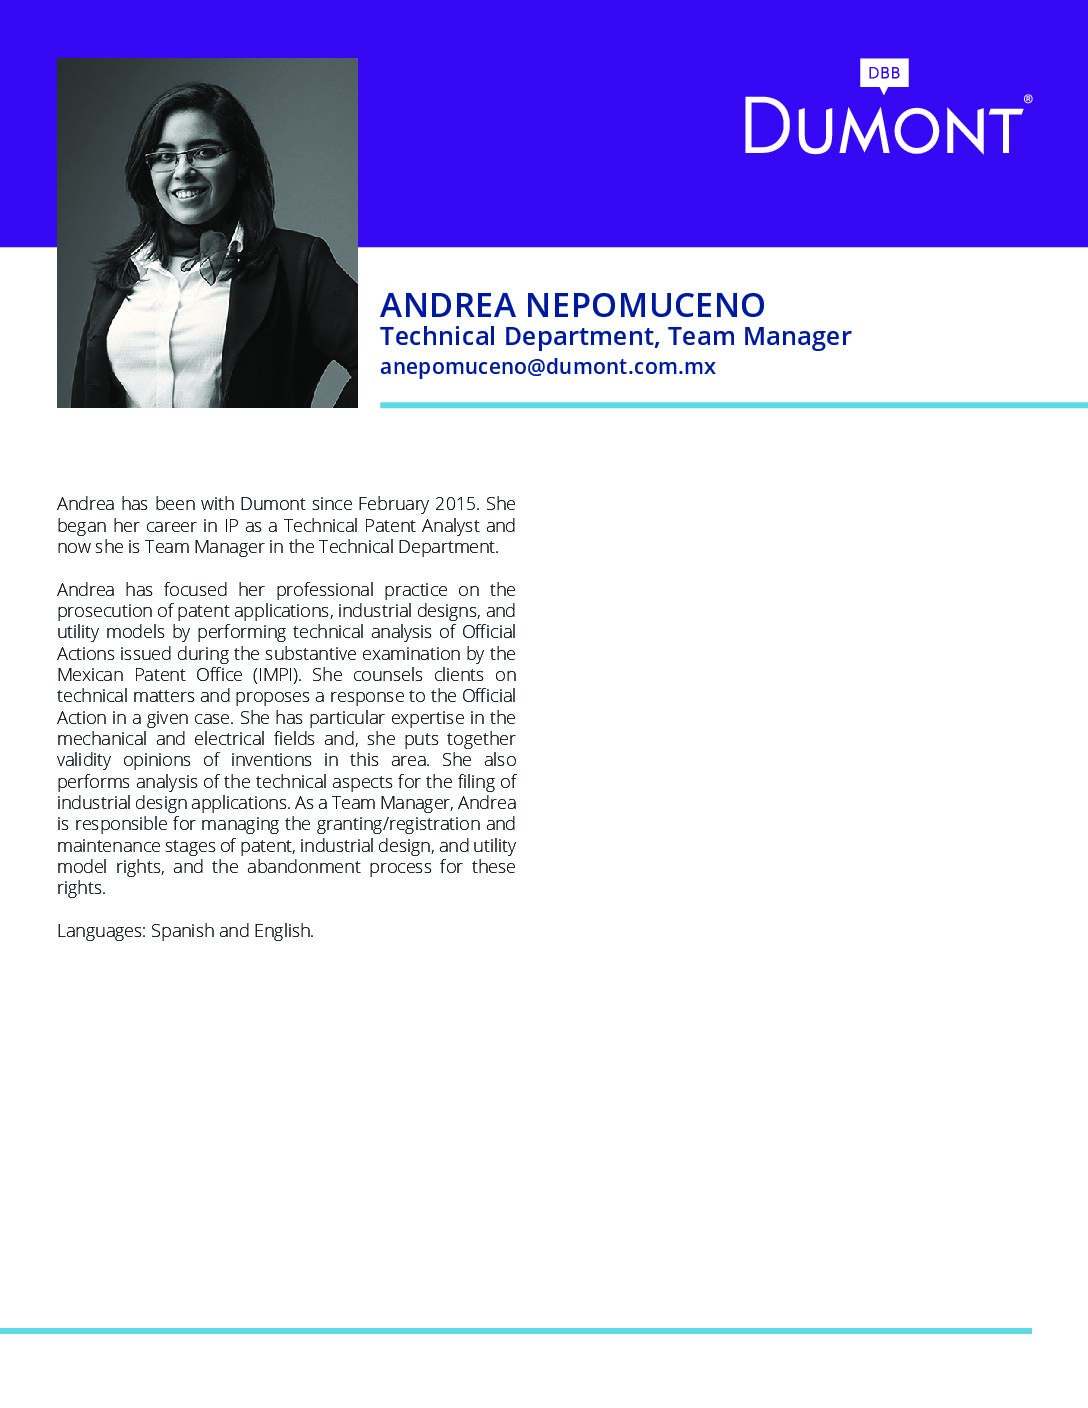 DBB
DUMONT®
ANDREA NEPOMUCENO
Technical Department, Team Manager
anepomuceno@dumont.com.mx
Andrea has been with Dumont since February 2015. She
began her career in IP as a Technical Patent Analyst and
now she is Team Manager in the Technical Department.
Andrea has focused her professional practice on the
prosecution of patent applications, industrial designs, and
utility models by performing technical analysis of Official
Actions issued during the substantive examination by the
Mexican Patent Office (IMPI). She counsels clients on
technical matters and proposes a response to the Official
Action in a given case. She has particular expertise in the
mechanical and electrical fields and, she puts together
validity opinions of inventions in this area. She also
performs analysis of the technical aspects for the filing of
industrial design applications. As a Team Manager, Andrea
is responsible for managing the granting/registration and
maintenance stages of patent, industrial design, and utility
model rights, and the abandonment process for these
rights.
Languages: Spanish and English.